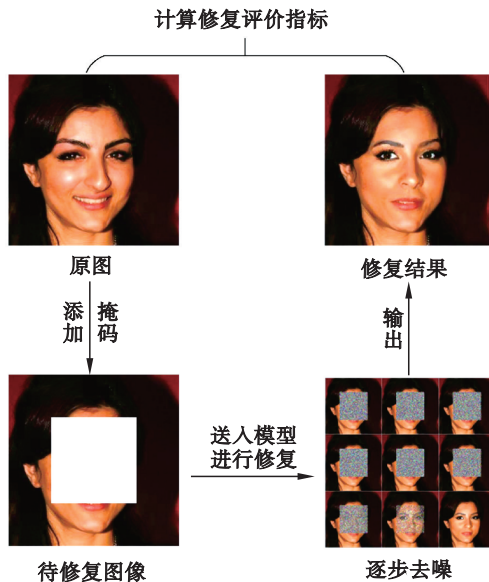 计算修复评价指标
原图
修复结果
添加
掩码
输出
送入模型
进行修复
待修复图像
逐步去噪